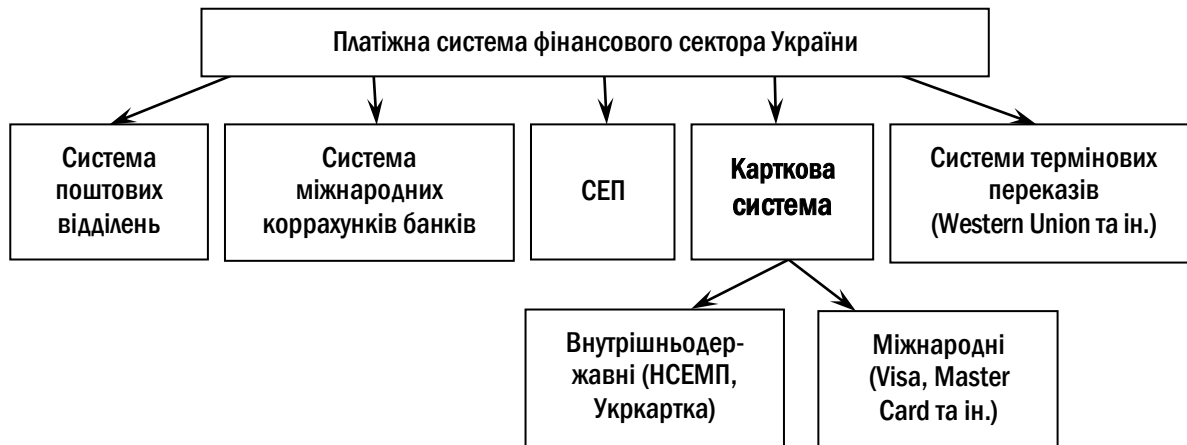 Платіжна система фінансового сектора України
Система
поштових
відділень
Система
міжнародних
коррахунків банків
СЕП
Карткова
система
Системи термінових
переказів
(Western Union та ін.)
Внутрішньодер-
жавні (НСЕМП,
Укркартка)
Міжнародні
(Visa, Master
Card та ін.)